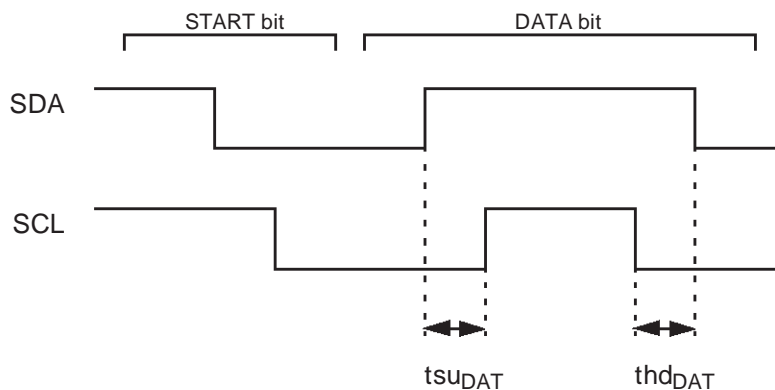 START bit
DATA bit
SDA
SCL
tsuDAT
thdDAT